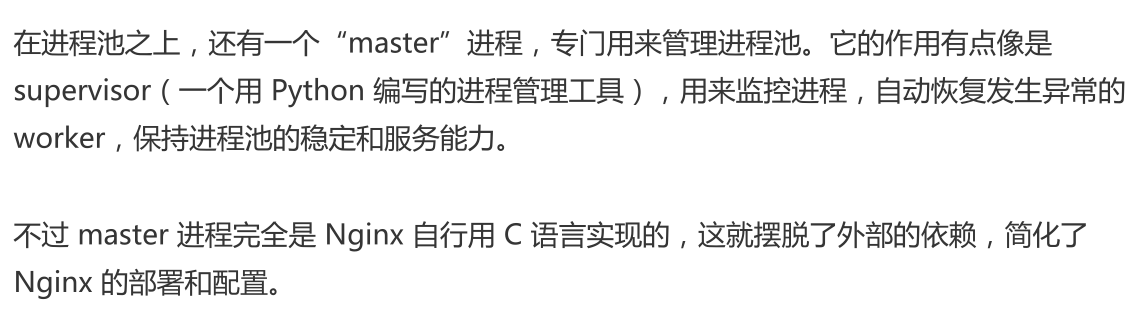 在进程池之上，还有一个“master”进程，专门用来管理进程池。它的作用有点像是
supervisor（一个用 Python 编写的进程管理工具），用来监控进程，自动恢复发生异常的
worker，保持进程池的稳定和服务能力。
不过 master 进程完全是 Nginx 自行用 C 语言实现的，这就摆脱了外部的依赖，简化了
Nginx 的部署和配置。